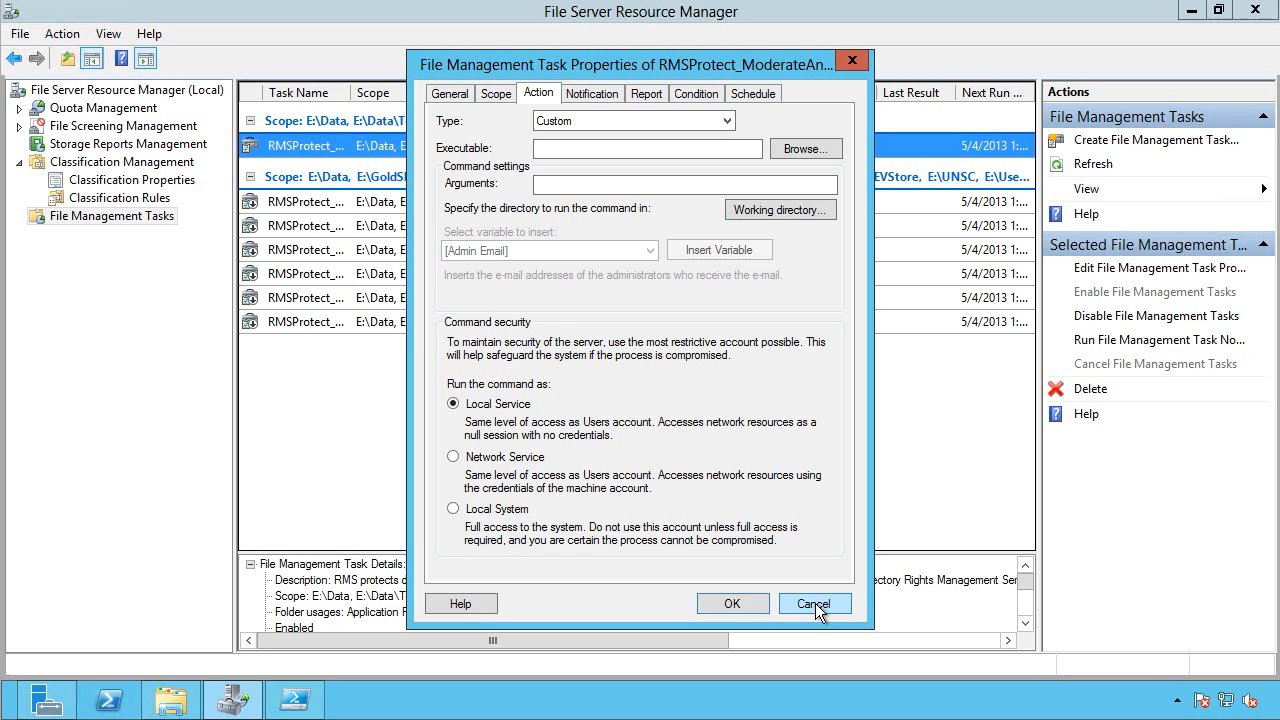 File Server Resource Manager
File Action View Help
File Server Resource Manager (Local)
Quota Management
File Screening Management
Storage Reports Management
Classification Management
Classification Properties
Classification Rules
File Management Tasks
Task Name Scope
Last Result Next Run ...
Scope: E:\Data, E:\Data\T
RMSProtect_... E:\Data, E 5/4/2013 1:...
Scope: E:\Data, E:\GoldS EVStore, E:\UNSC, E:\Use...
RMSProtect_... E:\Data, E 5/4/2013 1:...
RMSProtect_... E:\Data, E 5/4/2013 1:...
RMSProtect_... E:\Data, E 5/4/2013 1:...
RMSProtect_... E:\Data, E 5/4/2013 1:...
RMSProtect_... E:\Data, E 5/4/2013 1:...
RMSProtect_... E:\Data, E 5/4/2013 1:...
File Management Task Details:
Description: RMS protects d ectory Rights Management Ser
Scope: E:\Data, E:\Data\T
Folder usages: Application F
Enabled
File Management Task Properties of RMSProtect_ModerateAn...
General Scope Action Notification Report Condition Schedule
Type: Custom
Executable: Browse...
Command settings
Arguments:
Specify the directory to run the command in: Working directory...
Select variable to insert:
[Admin Email] Insert Variable
Inserts the e-mail addresses of the administrators who receive the e-mail.
Command security
To maintain security of the server, use the most restrictive account possible. This
will help safeguard the system if the process is compromised.
Run the command as:
Local Service
Same level of access as Users account. Accesses network resources as a
null session with no credentials.
Network Service
Same level of access as Users account. Accesses network resources using
the credentials of the machine account.
Local System
Full access to the system. Do not use this account unless full access is
required, and you are certain the process cannot be compromised.
Help OK Cancel
Actions
File Management Tasks
Create File Management Task...
Refresh
View
Help
Selected File Management T...
Edit File Management Task Pro...
Enable File Management Tasks
Disable File Management Tasks
Run File Management Task No...
Cancel File Management Tasks
Delete
Help